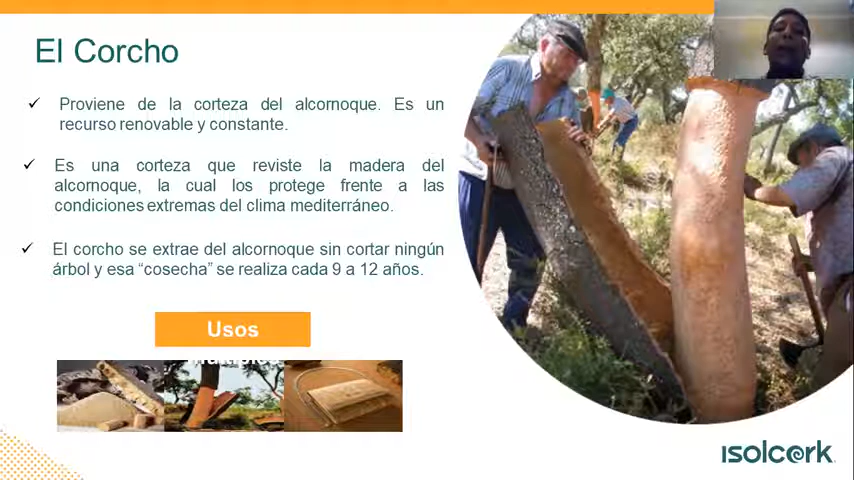 El Corcho
✓ Proviene de la corteza del alcornoque. Es un
recurso renovable y constante.
✓ Es una corteza que reviste la madera del
alcornoque, la cual los protege frente a las
condiciones extremas del clima mediterráneo.
✓ El corcho se extrae del alcornoque sin cortar ningún
árbol y esa “cosecha” se realiza cada 9 a 12 años.
Usos
ISOLCORK